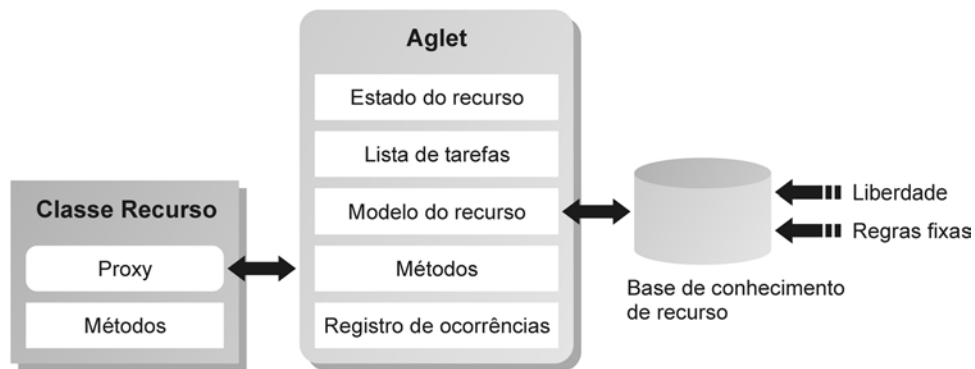 Aglet
Estado do recurso
Lista de tarefas
Modelo do recurso
Métodos
Registro de ocorrências
Classe Recurso
Proxy
Métodos
Liberdade
Regras fixas
Base de conhecimento
de recurso